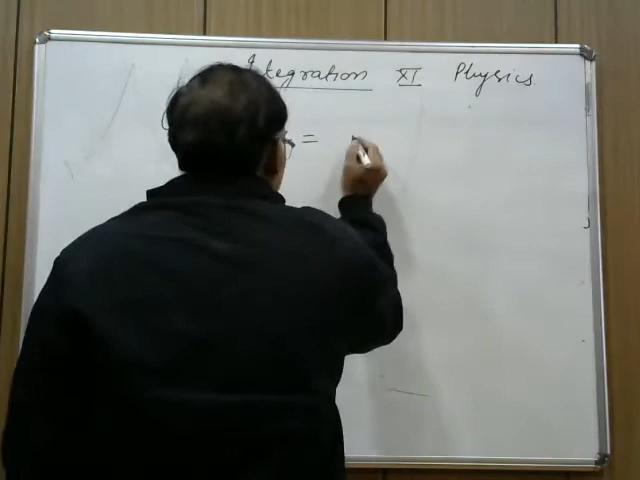 Integration XI Physics
=